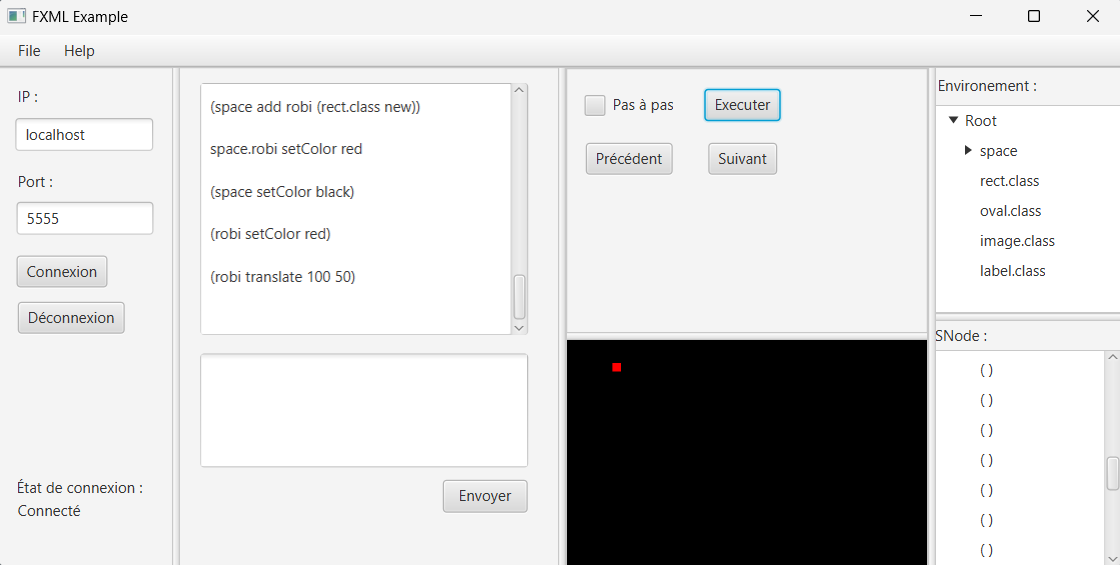 FXML Example
File Help
IP :
localhost
Port :
5555
Connexion
Déconnexion
État de connexion :
Connecté
(space add robi (rect.class new))
space.robi setColor red
(space setColor black)
(robi setColor red)
(robi translate 100 50)
Envoyer
Pas à pas
Executer
Précédent
Suivant
Environement :
Root
space
rect.class
oval.class
image.class
label.class
SNode :
( )
( )
( )
( )
( )
( )
( )